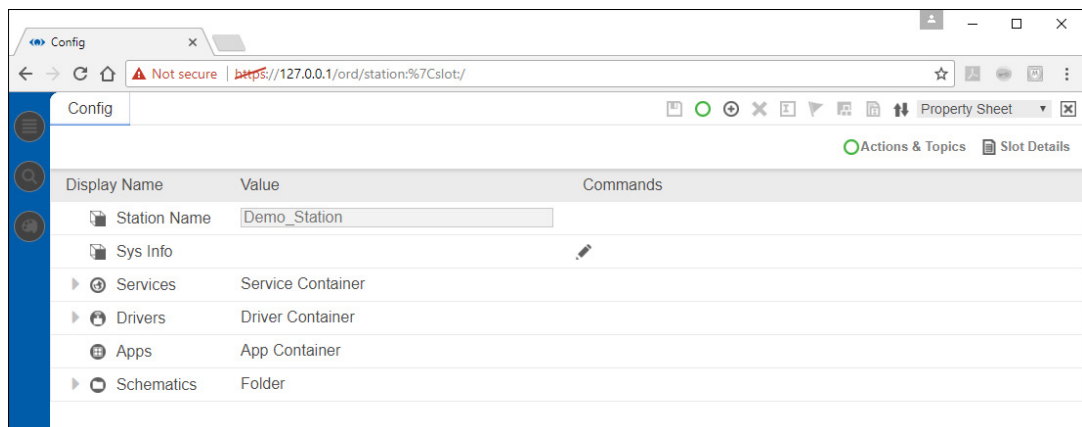 Config
Not secure https://127.0.0.1/ord/station:%7Cslot:/
Config Property Sheet
Actions & Topics Slot Details
Display Name Value Commands
Station Name Demo_Station
Sys Info
Services Service Container
Drivers Driver Container
Apps App Container
Schematics Folder